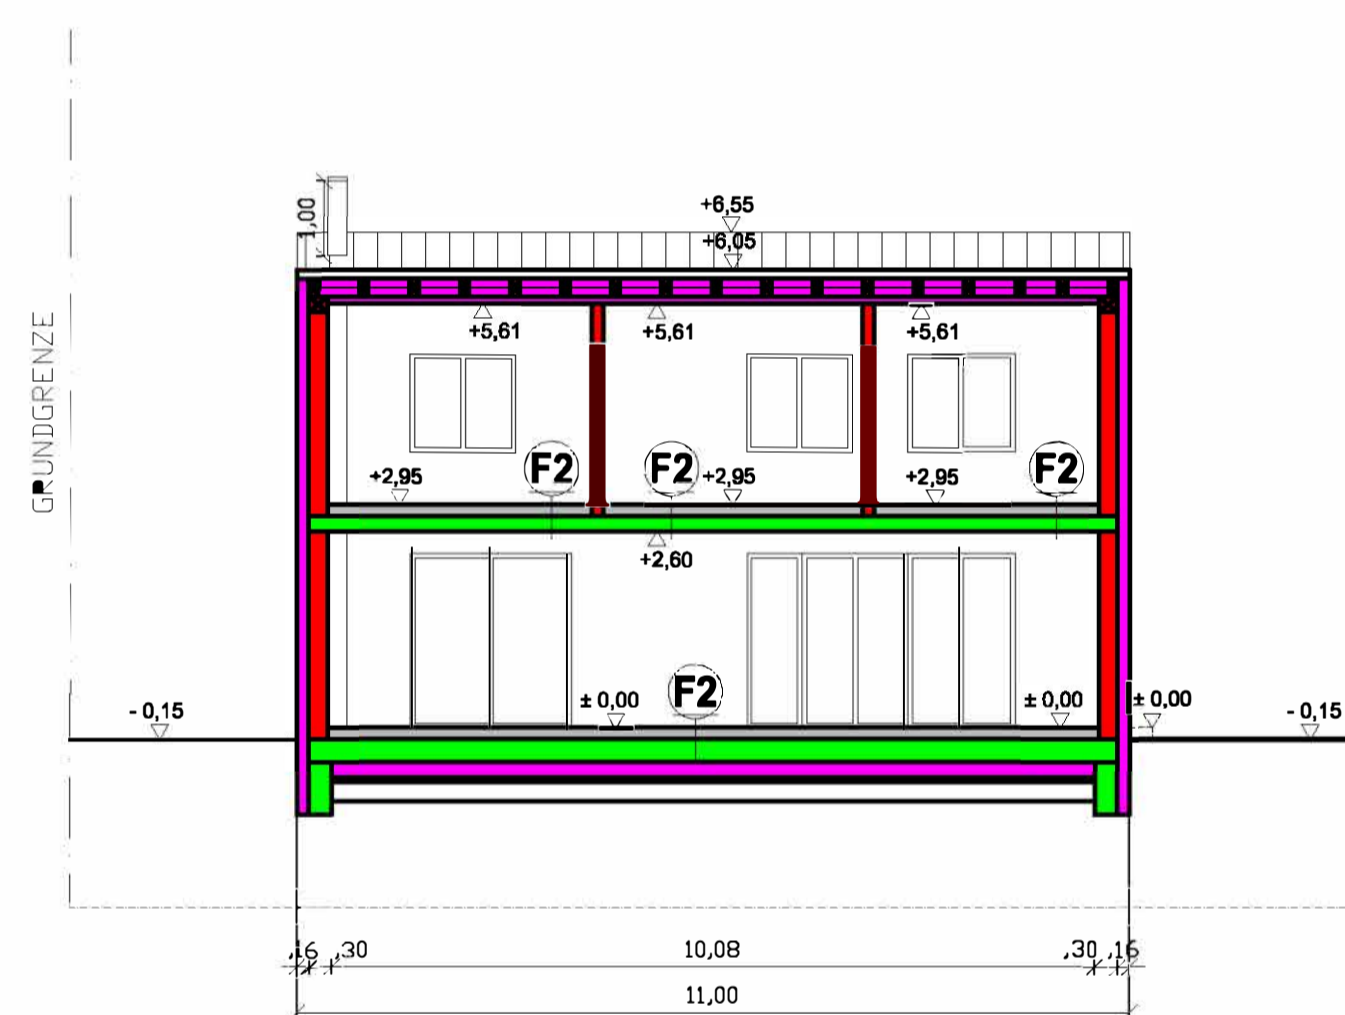 +6,55
1,00
+6,05
GRUNDGRENZE
+5,61 +5,61 +5,61
F2 F2 F2
+2,95 +2,95 +2,95
+2,60
F2
± 0,00 ± 0,00 ± 0,00
- 0,15 - 0,15
,16 ,30 10,08 ,30 ,16
11,00